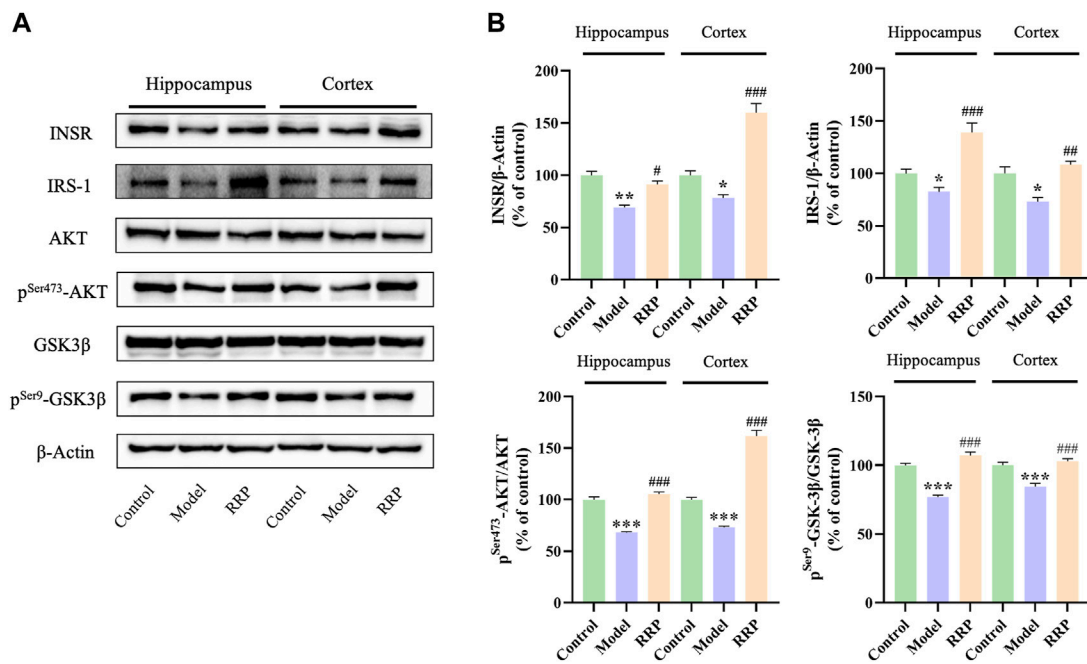 A
Hippocampus Cortex
INSR
IRS-1
AKT
pSer473-AKT
GSK3β
pSer9-GSK3β
β-Actin
Control Model RRP Control Model RRP
B
Hippocampus Cortex
INSR/β-Actin
(% of control)
200
150
100
50
0
** # * ###
Control Model RRP Control Model RRP
Hippocampus Cortex
IRS-1/β-Actin
(% of control)
200
150
100
50
0
* ### * ##
Control Model RRP Control Model RRP
Hippocampus Cortex
pSer473-AKT/AKT
(% of control)
200
150
100
50
0
*** ### *** ###
Control Model RRP Control Model RRP
Hippocampus Cortex
pSer9-GSK-3β/GSK-3β
(% of control)
150
100
50
0
*** ### *** ###
Control Model RRP Control Model RRP